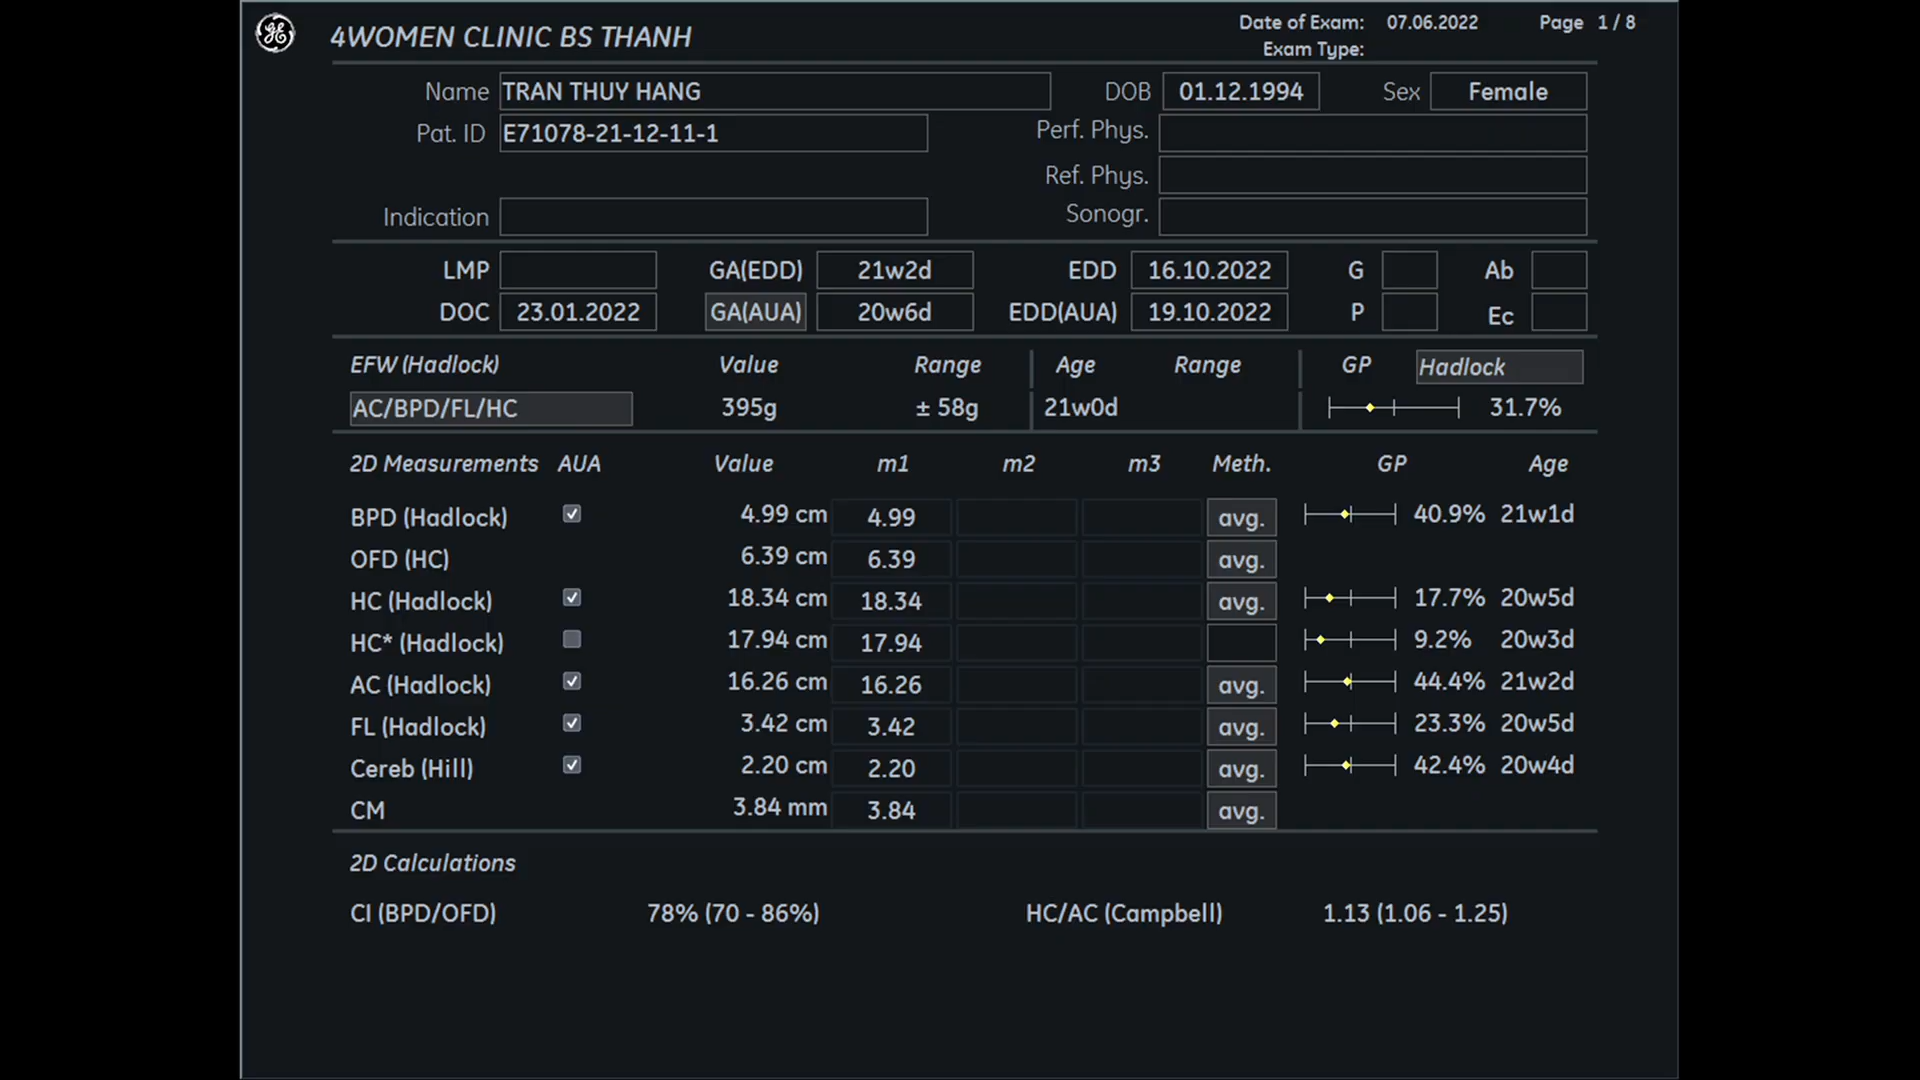 4WOMEN CLINIC BS THANH Date of Exam: 07.06.2022 Page 1 / 8
Exam Type:
Name TRAN THUY HANG DOB 01.12.1994 Sex Female
Pat. ID E71078-21-12-11-1 Perf. Phys.
Ref. Phys.
Indication Sonogr.
LMP GA(EDD) 21w2d EDD 16.10.2022 G Ab
DOC 23.01.2022 GA(AUA) 20w6d EDD(AUA) 19.10.2022 P Ec
EFW (Hadlock) Value Range Age Range GP Hadlock
AC/BPD/FL/HC 395g ± 58g 21w0d 31.7%
2D Measurements AUA Value m1 m2 m3 Meth. GP Age
BPD (Hadlock) 4.99 cm 4.99 avg. 40.9% 21w1d
OFD (HC) 6.39 cm 6.39 avg.
HC (Hadlock) 18.34 cm 18.34 avg. 17.7% 20w5d
HC* (Hadlock) 17.94 cm 17.94 9.2% 20w3d
AC (Hadlock) 16.26 cm 16.26 avg. 44.4% 21w2d
FL (Hadlock) 3.42 cm 3.42 avg. 23.3% 20w5d
Cereb (Hill) 2.20 cm 2.20 avg. 42.4% 20w4d
CM 3.84 mm 3.84 avg.
2D Calculations
CI (BPD/OFD) 78% (70 - 86%) HC/AC (Campbell) 1.13 (1.06 - 1.25)